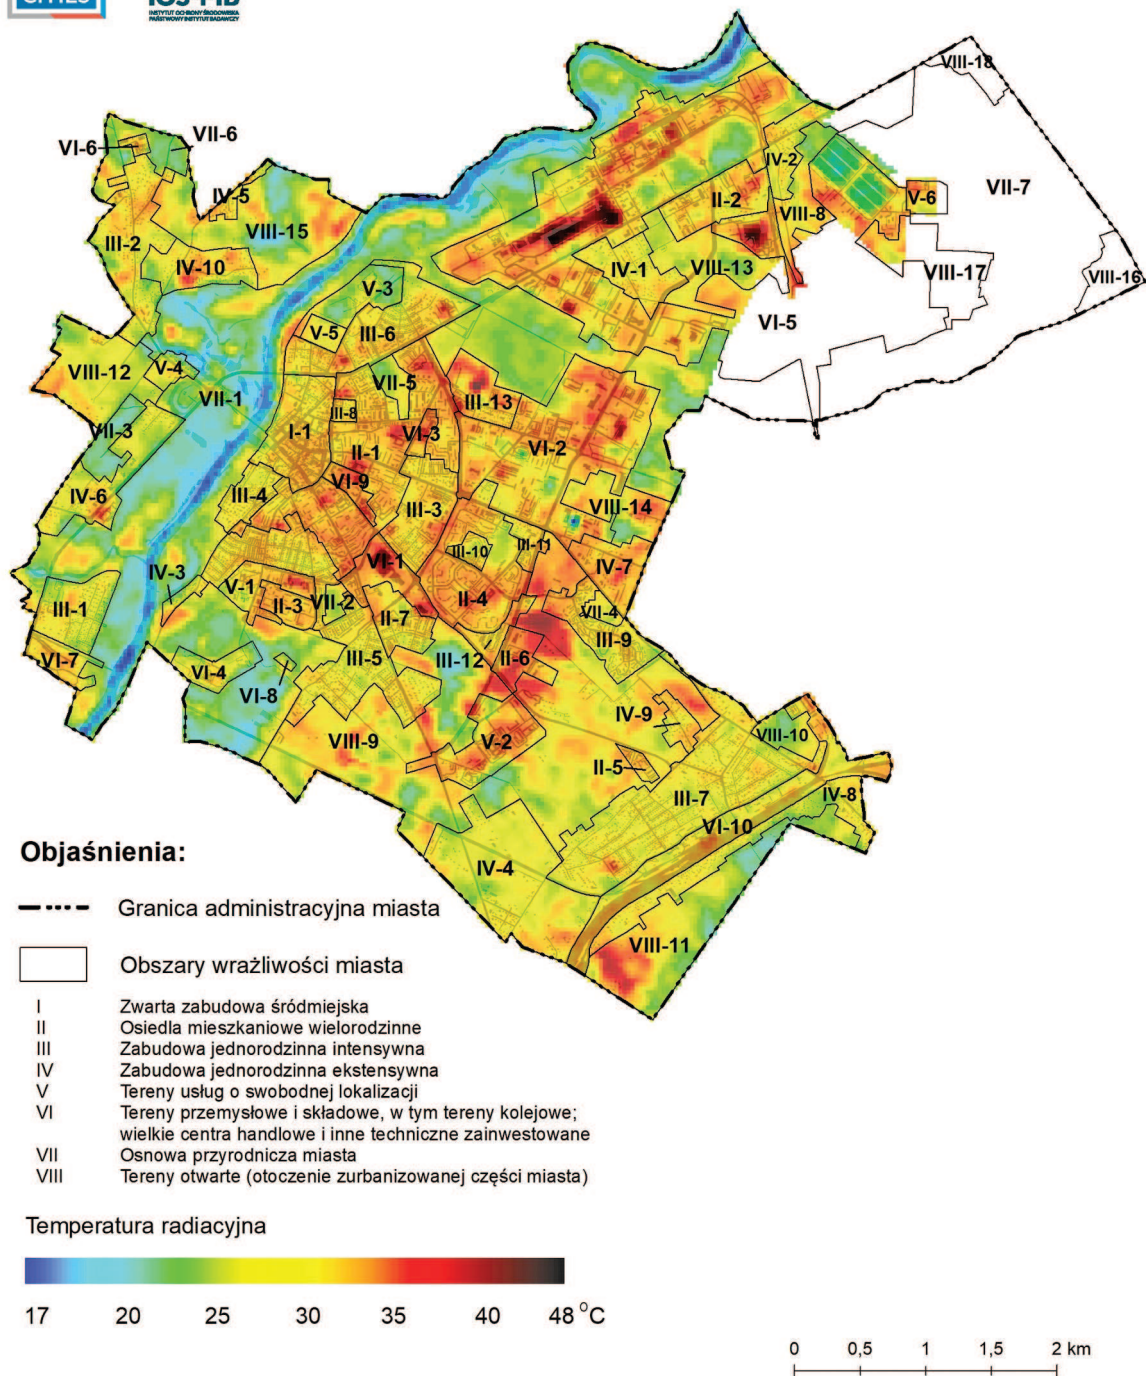 INSTYTUT OCHRONY ŚRODOWISKA
PAŃSTWOWY INSTYTUT BADAWCZY
VIII-18
VI-6
VII-6
IV-2
IV-5
II-2
V-6
VII-7
VIII-8
III-2
VIII-15
IV-10
IV-1
VIII-13
VIII-17
VIII-16
V-3
V-5
III-6
VI-5
VIII-12
V-4
VII-5
VII-1
III-13
III-8
I-1
VI-3
VII-3
II-1
VI-2
VI-9
IV-6
III-4
III-3
VIII-14
III-10
III-11
IV-3
VI-1
IV-7
V-1
II-3
VII-2
II-4
III-1
II-7
VII-4
III-9
III-5
III-12
II-6
VI-7
VI-4
VI-8
IV-9
VIII-9
V-2
VIII-10
II-5
III-7
IV-8
VI-10
IV-4
VIII-11
Objaśnienia:
Granica administracyjna miasta
Obszary wrażliwości miasta
I Zwarta zabudowa śródmiejska
II Osiedla mieszkaniowe wielorodzinne
III Zabudowa jednorodzinna intensywna
IV Zabudowa jednorodzinna ekstensywna
V Tereny usług o swobodnej lokalizacji
VI Tereny przemysłowe i składowe, w tym tereny kolejowe;
wielkie centra handlowe i inne techniczne zainwestowane
VII Osnowa przyrodnicza miasta
VIII Tereny otwarte (otoczenie zurbanizowanej części miasta)
Temperatura radiacyjna
17 20 25 30 35 40 48 °C
0 0,5 1 1,5 2 km